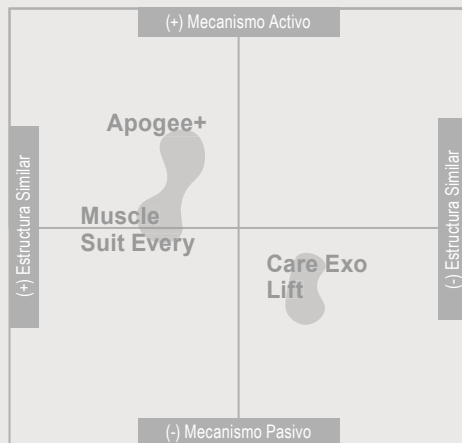 (+) Mecanismo Activo
Apogee+
(+) Estructura Similar
(-) Estructura Similar
Muscle
Suit Every
Care Exo
Lift
(-) Mecanismo Pasivo